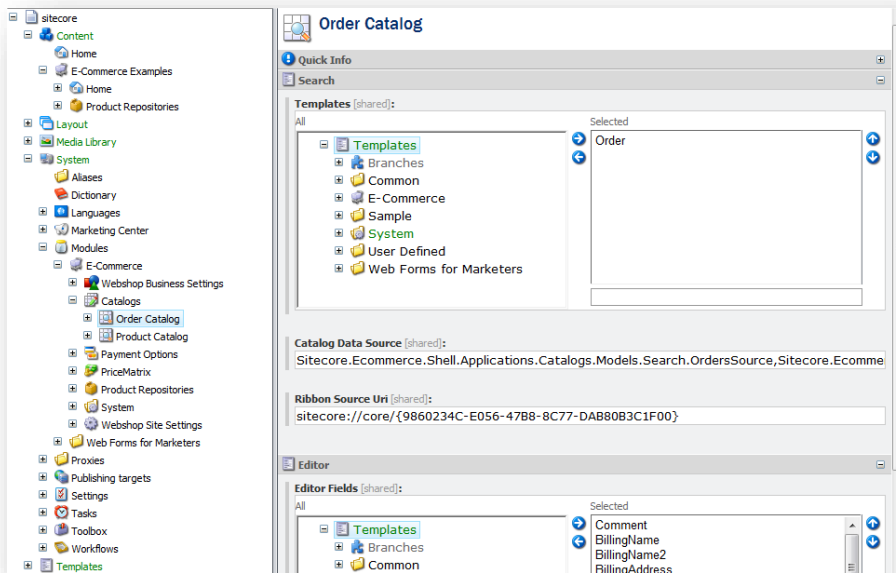 sitecore
Content
Home
E-Commerce Examples
Home
Product Repositories
Layout
Media Library
System
Aliases
Dictionary
Languages
Marketing Center
Modules
E-Commerce
Webshop Business Settings
Catalogs
Order Catalog
Product Catalog
Payment Options
PriceMatrix
Product Repositories
System
Webshop Site Settings
Web Forms for Marketers
Proxies
Publishing targets
Settings
Tasks
Toolbox
Workflows
Templates
Order Catalog
Quick Info
Search
Templates [shared]:
All
Selected
Templates
Branches
Common
E-Commerce
Sample
System
User Defined
Web Forms for Marketers
Order
Catalog Data Source [shared]:
Sitecore.Ecommerce.Shell.Applications.Catalogs.Models.Search.OrdersSource,Sitecore.Ecomme
Ribbon Source Uri [shared]:
sitecore://core/{9860234C-E056-47B8-8C77-DAB80B3C1F00}
Editor
Editor Fields [shared]:
All
Selected
Templates
Branches
Common
Comment
BillingName
BillingName2
BillingAddress